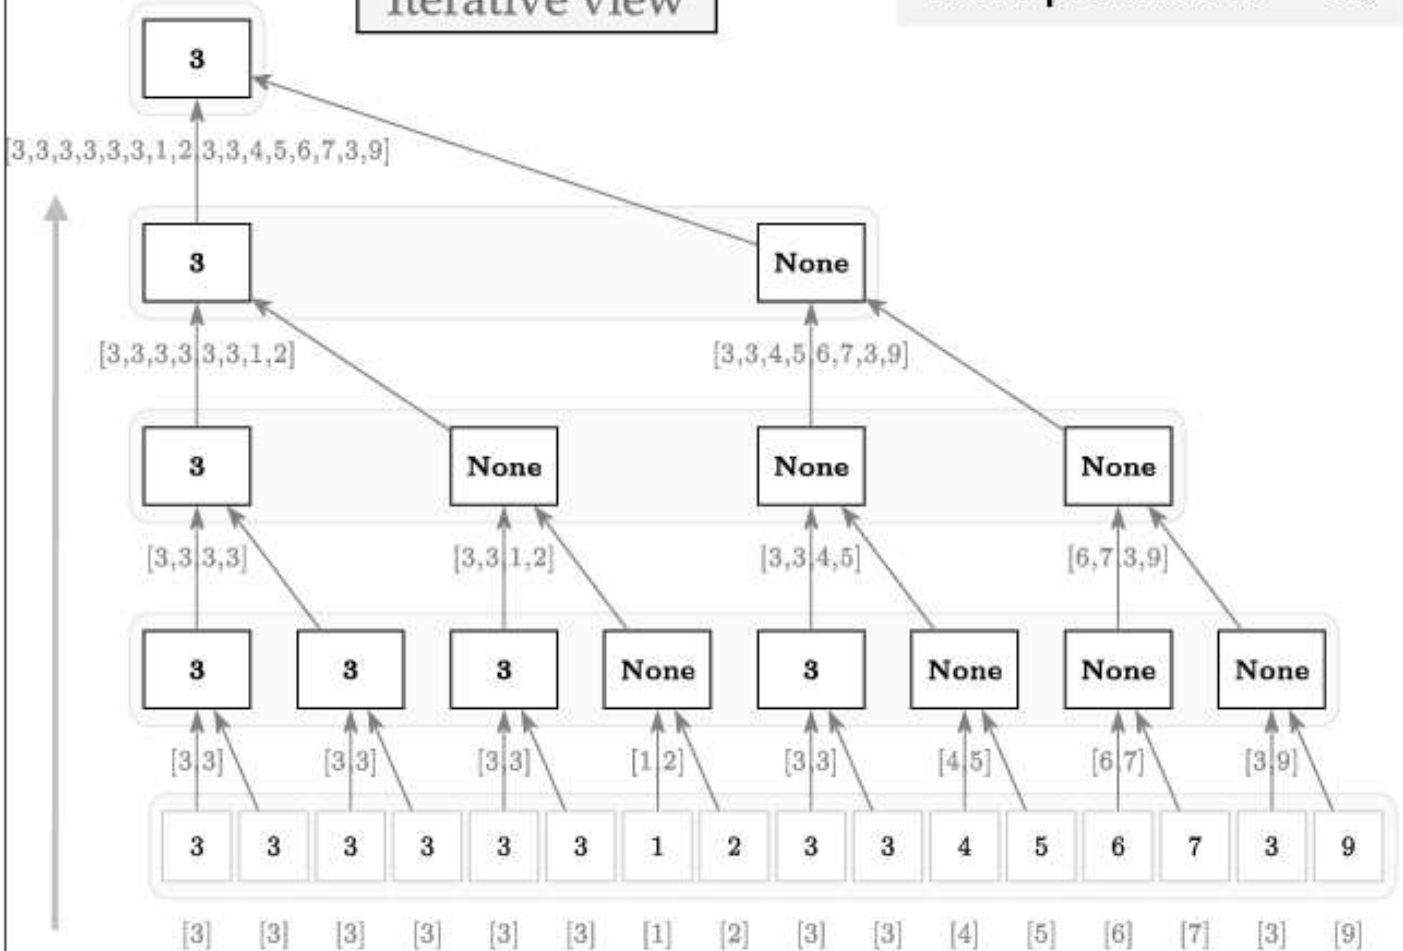 Iterative view
3
[3,3,3,3,3,3,1,2,3,3,4,5,6,7,3,9]
3 None
[3,3,3,3,3,3,1,2] [3,3,4,5,6,7,3,9]
3 None None None
[3,3,3,3] [3,3,1,2] [3,3,4,5] [6,7,3,9]
3 3 3 None 3 None None None
[3,3] [3,3] [3,3] [1,2] [3,3] [4,5] [6,7] [3,9]
3 3 3 3 3 3 1 2 3 3 4 5 6 7 3 9
[3] [3] [3] [3] [3] [3] [1] [2] [3] [3] [4] [5] [6] [7] [3] [9]